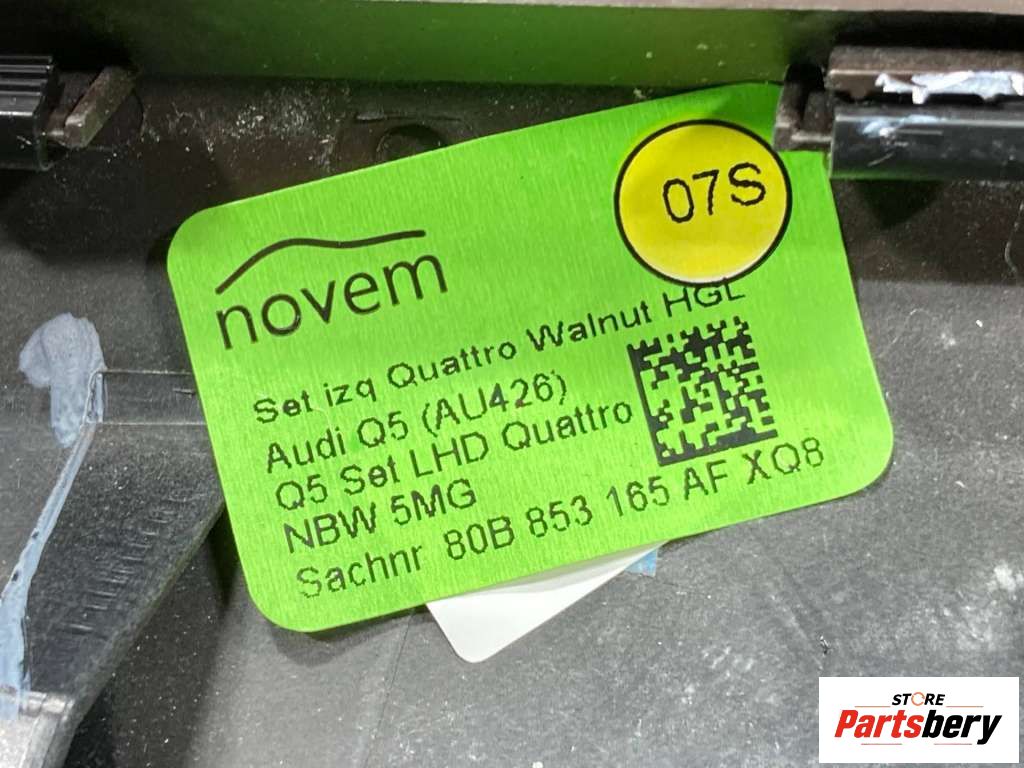 07S
novem
Set izq Quattro Walnut HGL
Audi Q5 (AU426)
Q5 Set LHD Quattro
NBW 5MG
Sachnr 80B 853 165 AF XQ8
STORE
Partsbery